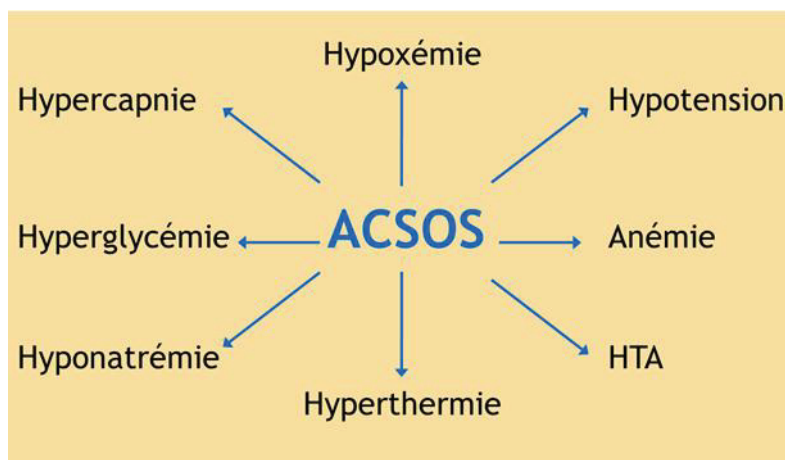 Hypoxémie
Hypercapnie
Hypotension
Hyperglycémie
ACSOS
Anémie
Hyponatrémie
HTA
Hyperthermie